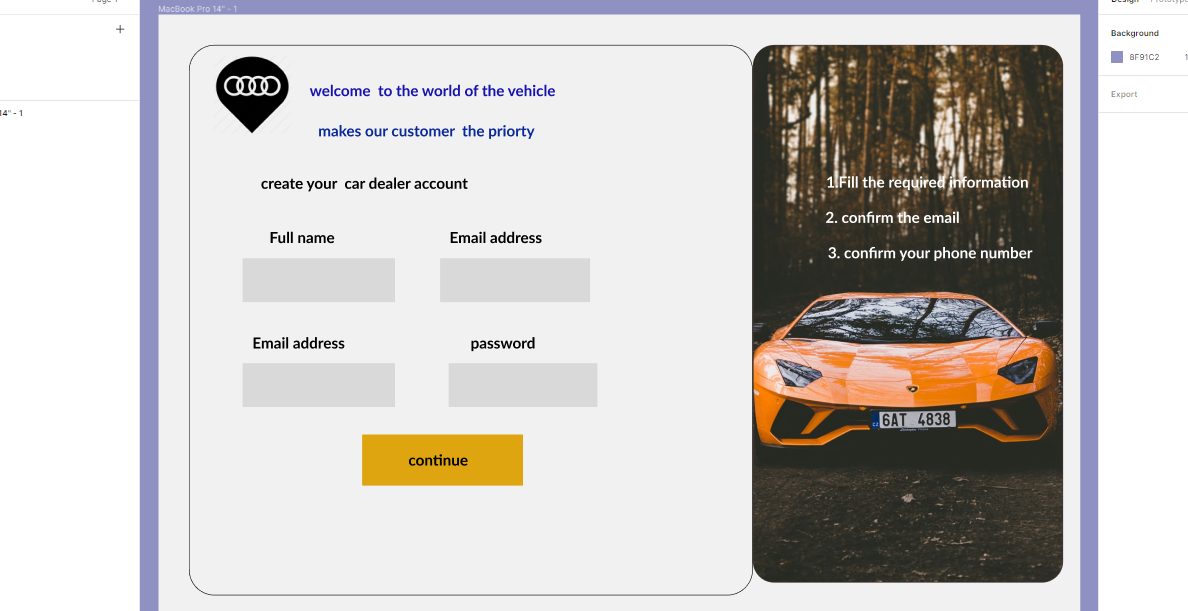 Page 1
MacBook Pro 14" - 1
Design Prototype
Background
8F91C2 1
Export
14" - 1
welcome  to the world of the vehicle
makes our customer  the priorty
create your  car dealer account
Full name
Email address
Email address
password
continue
1.Fill the required information
2. confirm the email
3. confirm your phone number
6AT 4838